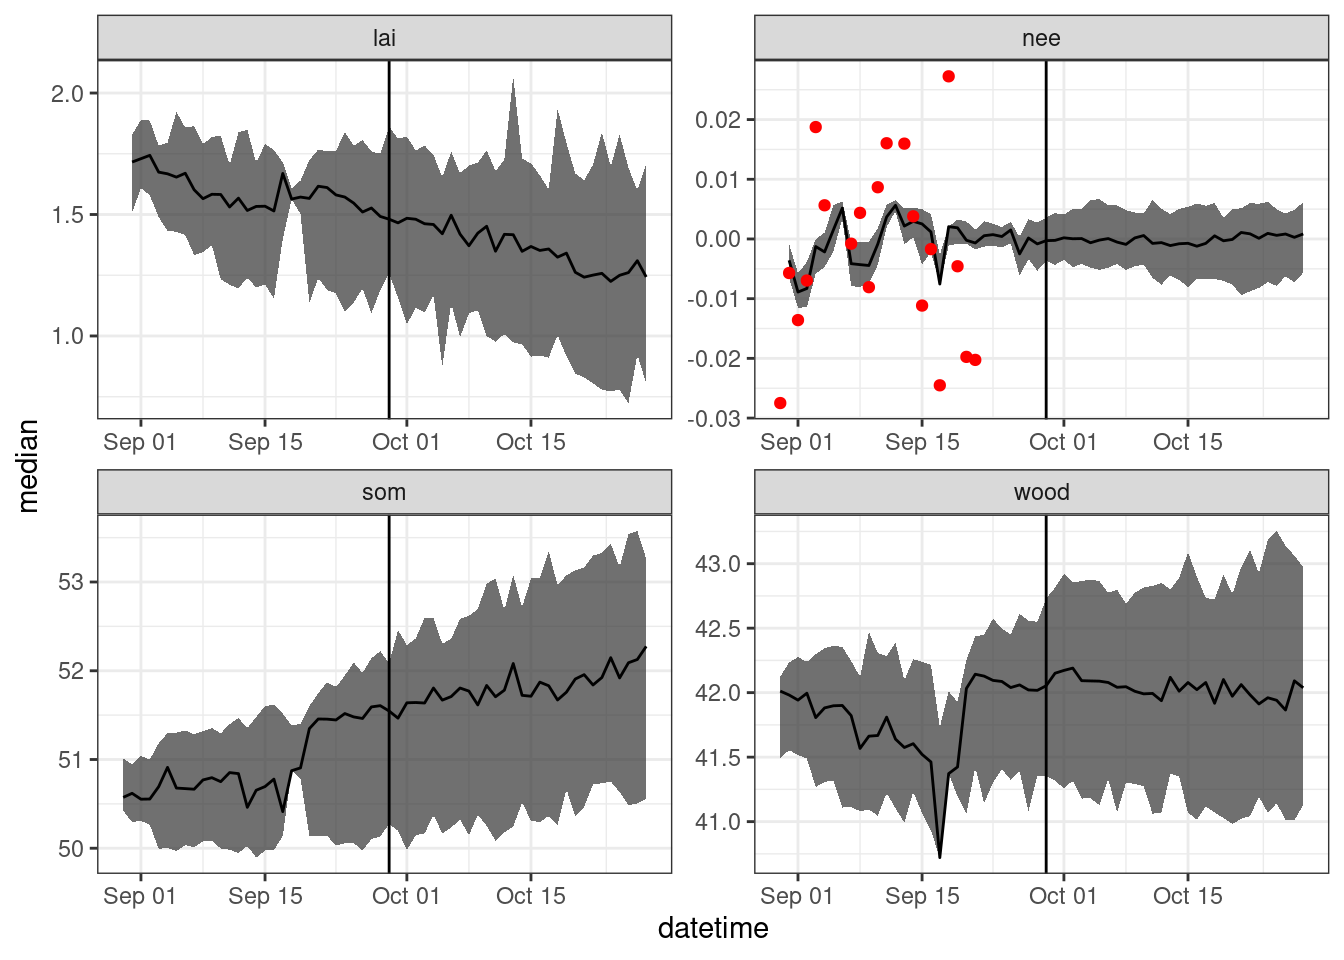 lai
nee
2.0
1.5
1.0
0.02
0.01
0.00
-0.01
-0.02
-0.03
Sep 01 Sep 15 Oct 01 Oct 15
Sep 01 Sep 15 Oct 01 Oct 15
median
som
wood
53
52
51
50
43.0
42.5
42.0
41.5
41.0
Sep 01 Sep 15 Oct 01 Oct 15
Sep 01 Sep 15 Oct 01 Oct 15
datetime